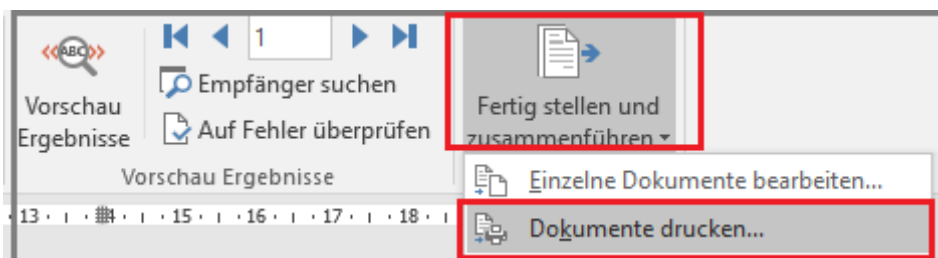 «ABC»
Vorschau
Ergebnisse
1
Empfänger suchen
Auf Fehler überprüfen
Vorschau Ergebnisse
Fertig stellen und
zusammenführen
Einzelne Dokumente bearbeiten...
Dokumente drucken...
13 · 15 · 16 · 17 · 18